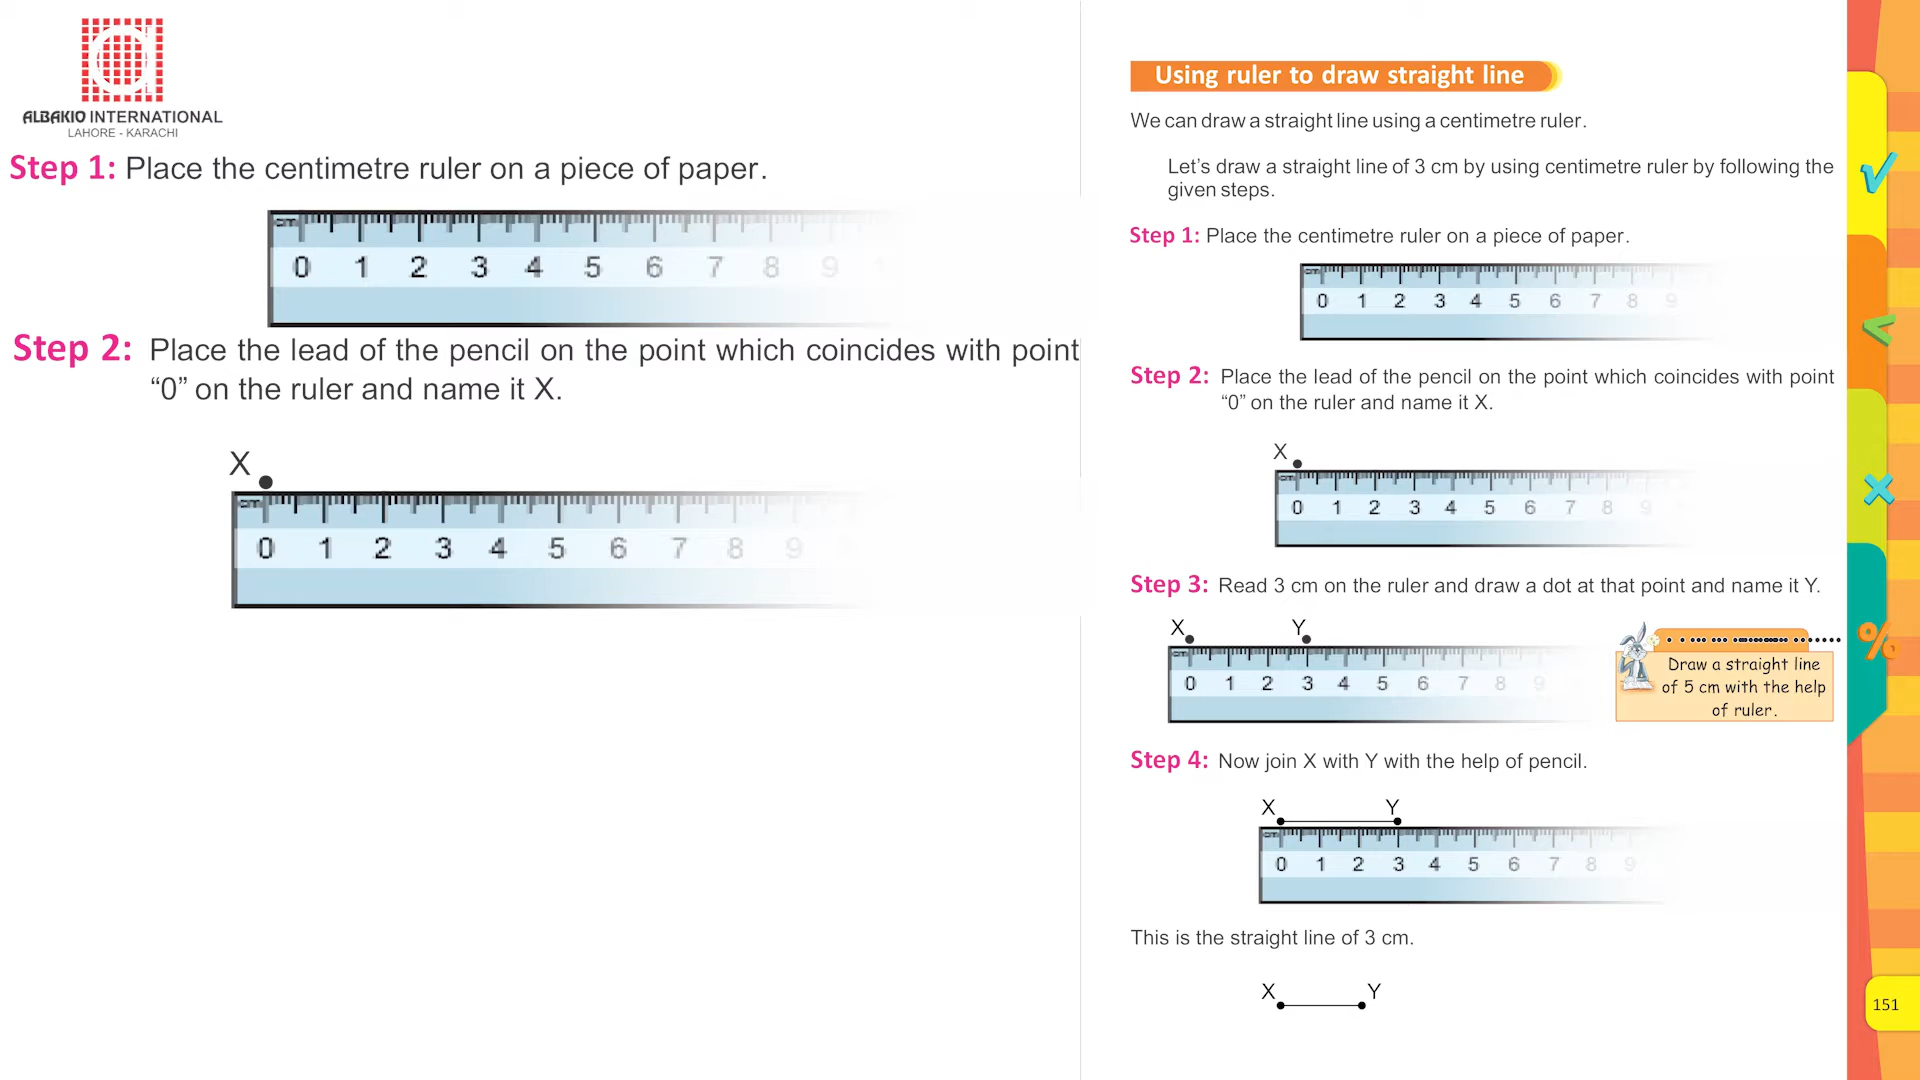 ALBAKIO INTERNATIONAL
LAHORE - KARACHI
Step 1: Place the centimetre ruler on a piece of paper.
cm
0 1 2 3 4 5 6 7 8 9
Step 2: Place the lead of the pencil on the point which coincides with point
“0” on the ruler and name it X.
X
cm
0 1 2 3 4 5 6 7 8 9
Using ruler to draw straight line
We can draw a straight line using a centimetre ruler.
Let’s draw a straight line of 3 cm by using centimetre ruler by following the
given steps.
Step 1: Place the centimetre ruler on a piece of paper.
cm
0 1 2 3 4 5 6 7 8 9
Step 2: Place the lead of the pencil on the point which coincides with point
“0” on the ruler and name it X.
X
cm
0 1 2 3 4 5 6 7 8 9
Step 3: Read 3 cm on the ruler and draw a dot at that point and name it Y.
X Y
cm
0 1 2 3 4 5 6 7 8 9
Draw a straight line
of 5 cm with the help
of ruler.
Step 4: Now join X with Y with the help of pencil.
X Y
cm
0 1 2 3 4 5 6 7 8 9
This is the straight line of 3 cm.
X Y
√
<
×
%
151